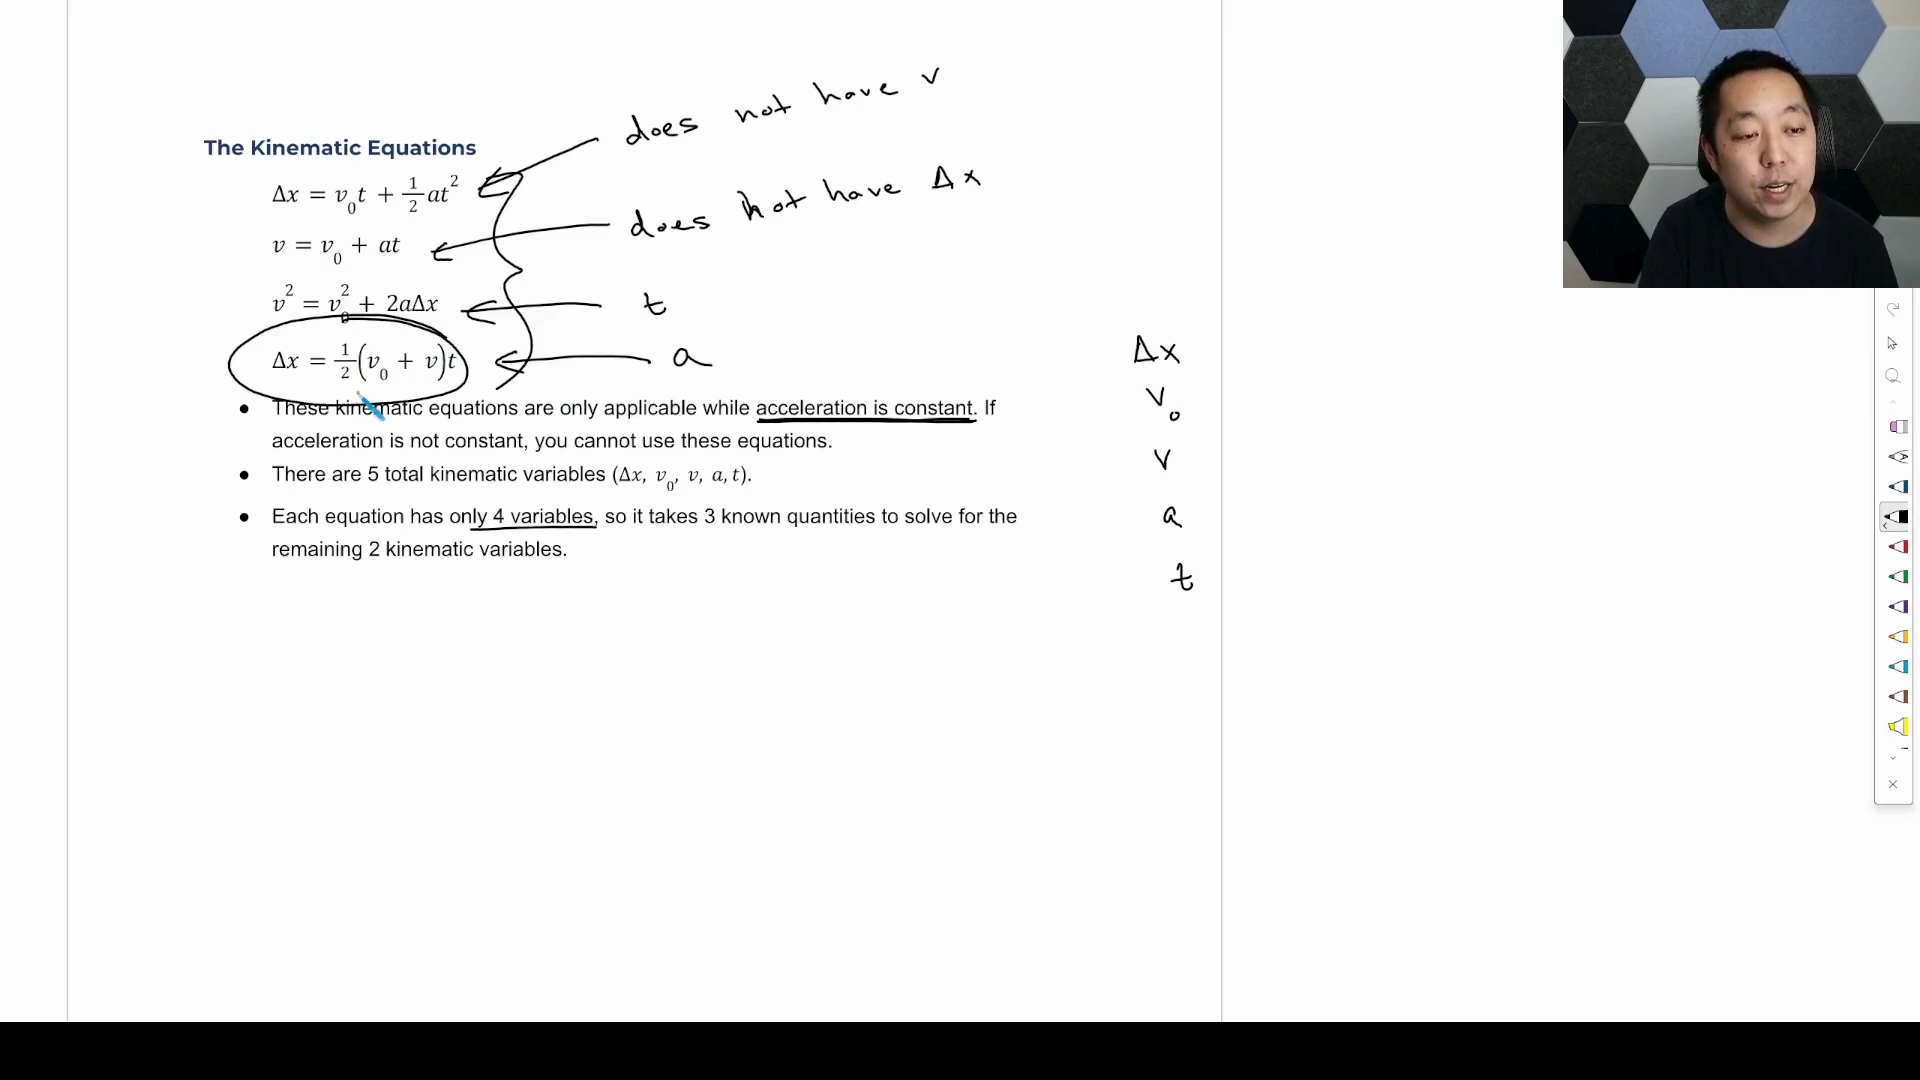 does not have v
The Kinematic Equations
Δx = v₀t + ½at²
does not have Δx
v = v₀ + at
v² = v₀² + 2aΔx
t
Δx = ½(v₀ + v)t
a
• These kinematic equations are only applicable while acceleration is constant. If
acceleration is not constant, you cannot use these equations.
• There are 5 total kinematic variables (Δx, v₀, v, a, t).
• Each equation has only 4 variables, so it takes 3 known quantities to solve for the
remaining 2 kinematic variables.
Δx
v₀
v
a
t